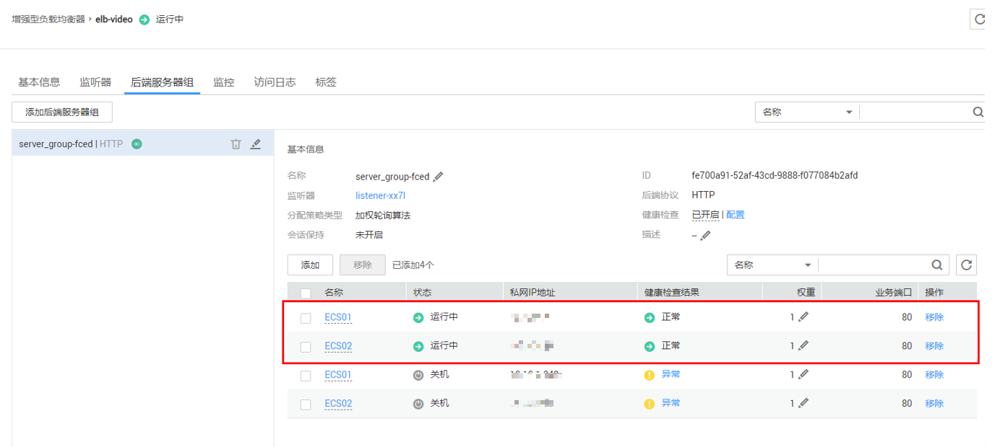 增强型负载均衡器 › elb-video 运行中
基本信息 监听器 后端服务器组 监控 访问日志 标签
添加后端服务器组 名称
server_group-fced | HTTP
基本信息
名称 server_group-fced ID fe700a91-52af-43cd-9888-f077084b2afd
监听器 listener-xx7l 后端协议 HTTP
分配策略类型 加权轮询算法 健康检查 已开启 | 配置
会话保持 未开启 描述 --
添加 移除 已添加4个 名称
名称 状态 私网IP地址 健康检查结果 权重 业务端口 操作
ECS01 运行中 正常 1 80 移除
ECS02 运行中 正常 1 80 移除
ECS01 关机 异常 1 80 移除
ECS02 关机 异常 1 80 移除